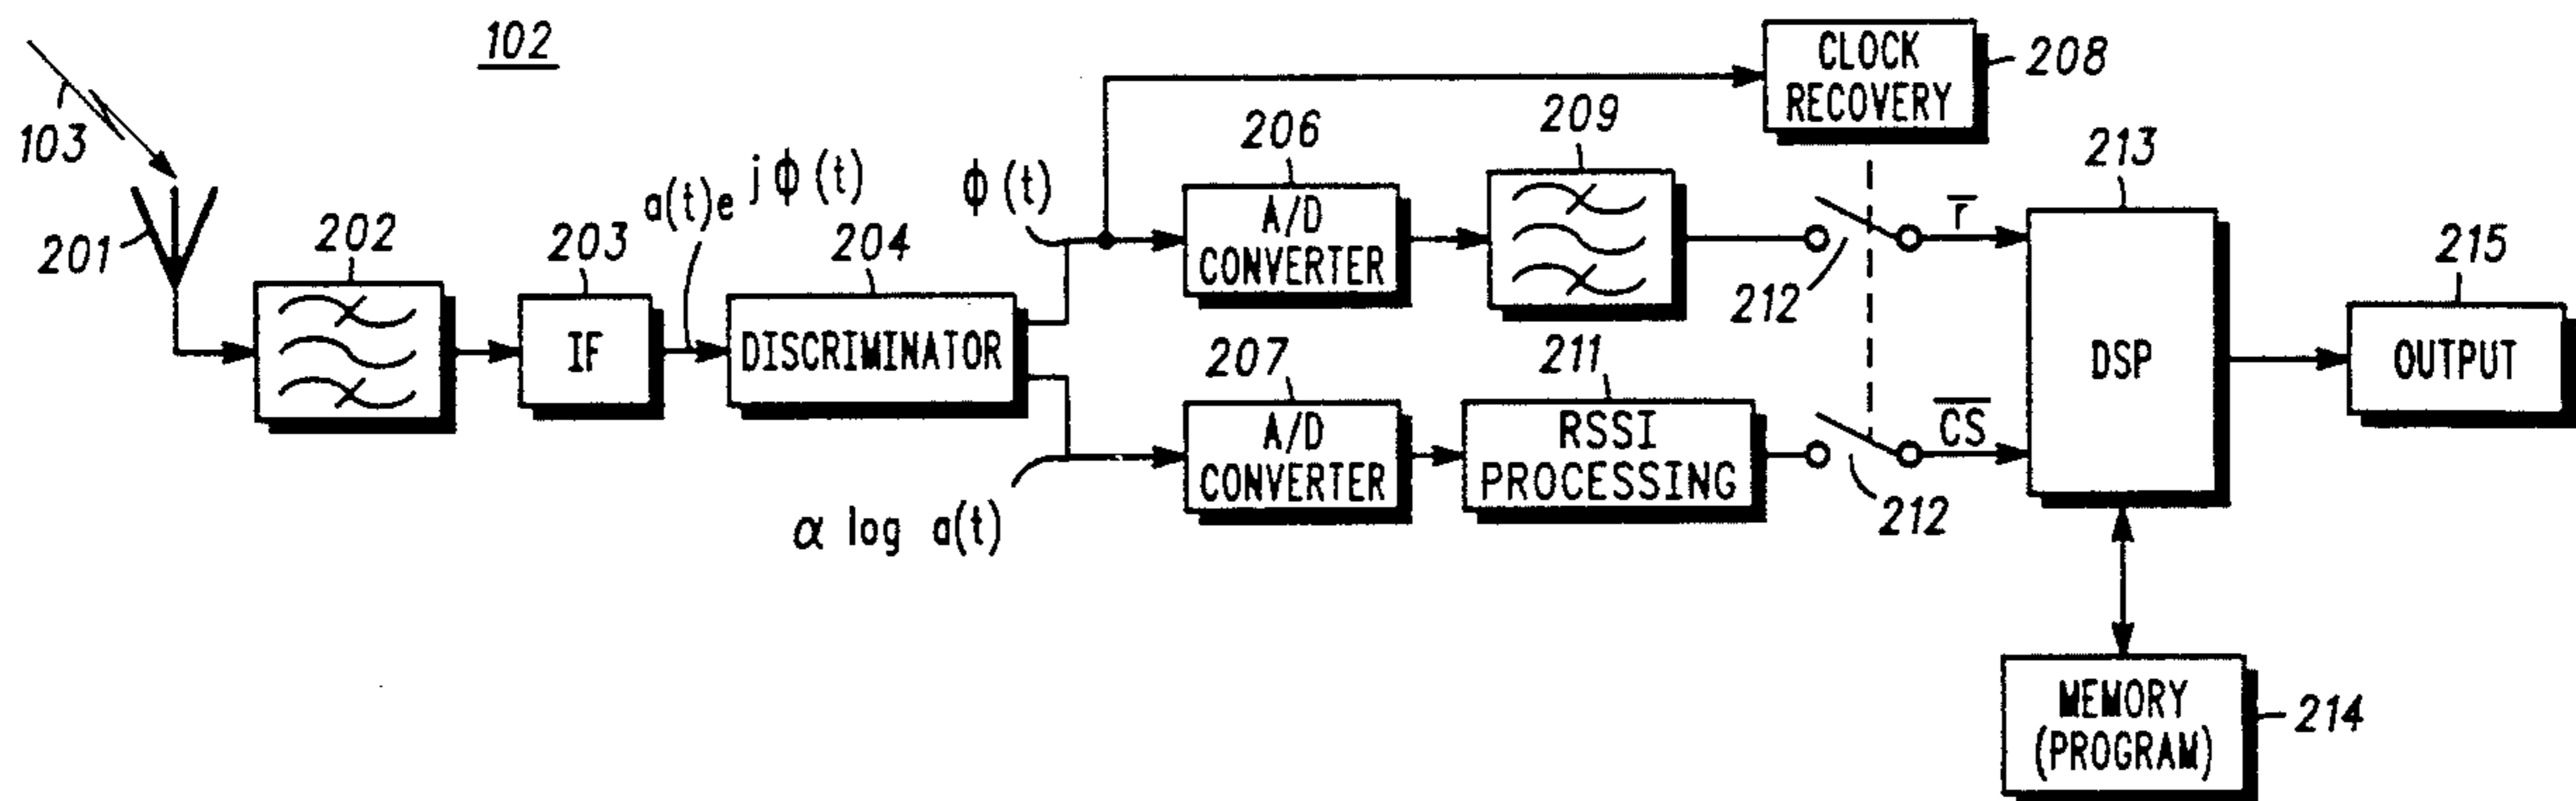 102
103
201
202
203
a(t)e jϕ(t)
204
ϕ(t)
206
209
CLOCK
RECOVERY
208
IF
DISCRIMINATOR
A/D
CONVERTER
212
r̅
213
DSP
215
OUTPUT
α log a(t)
207
A/D
CONVERTER
211
RSSI
PROCESSING
212
C̅S̅
MEMORY
(PROGRAM)
214